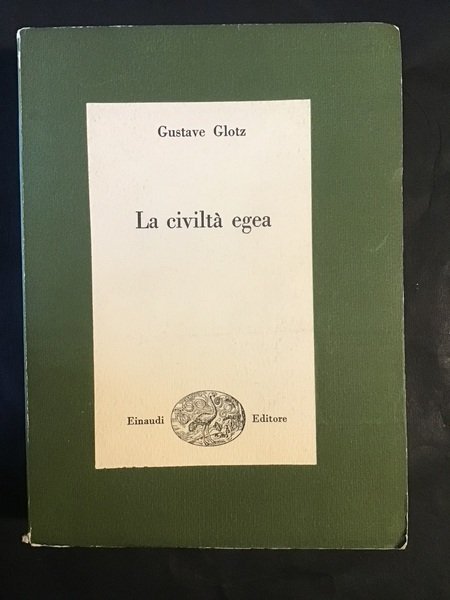 Gustave Glotz
La civiltà egea
Einaudi Editore